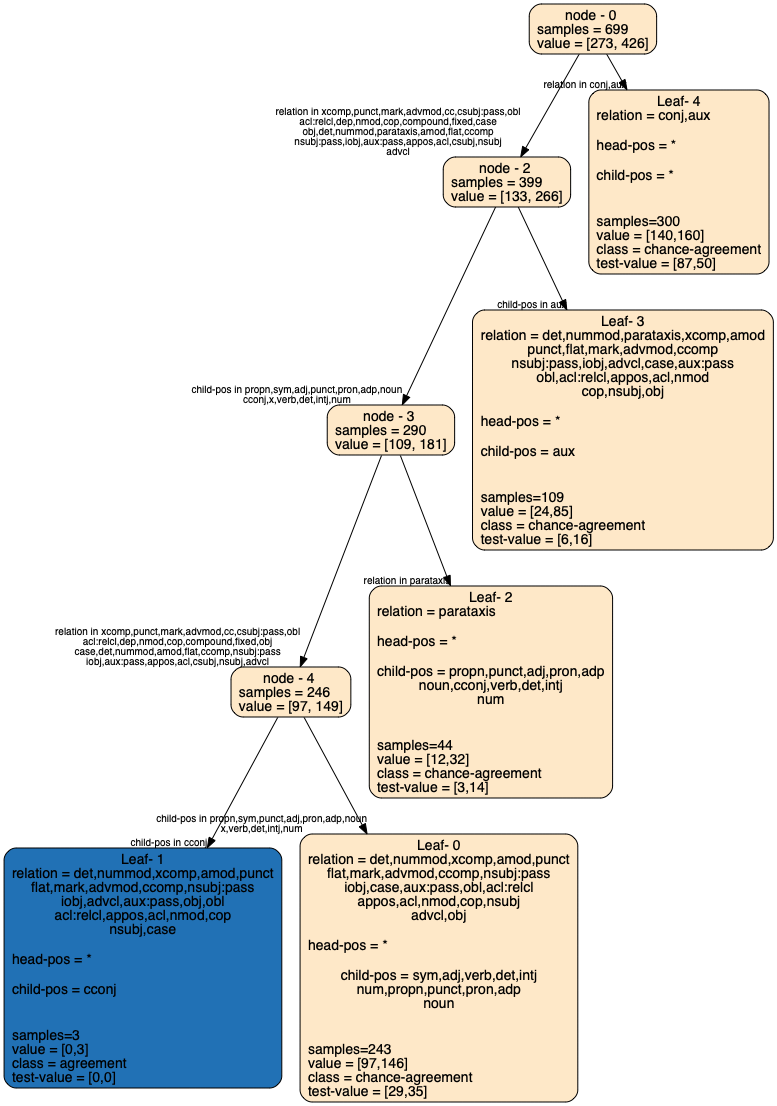 node - 0
samples = 699
value = [273, 426]
relation in conj,aux
Leaf- 4
relation = conj,aux
head-pos = *
child-pos = *
samples=300
value = [140,160]
class = chance-agreement
test-value = [87,50]
relation in xcomp,punct,mark,advmod,cc,csubj:pass,obl
acl:relcl,dep,nmod,cop,compound,fixed,case
obj,det,nummod,parataxis,amod,flat,ccomp
nsubj:pass,iobj,aux:pass,appos,acl,csubj,nsubj
advcl
node - 2
samples = 399
value = [133, 266]
child-pos in aux
Leaf- 3
relation = det,nummod,parataxis,xcomp,amod
punct,flat,mark,advmod,ccomp
nsubj:pass,iobj,advcl,case,aux:pass
obl,acl:relcl,appos,acl,nmod
cop,nsubj,obj
head-pos = *
child-pos = aux
samples=109
value = [24,85]
class = chance-agreement
test-value = [6,16]
child-pos in propn,sym,adj,punct,pron,adp,noun
cconj,x,verb,det,intj,num
node - 3
samples = 290
value = [109, 181]
relation in parataxis
Leaf- 2
relation = parataxis
head-pos = *
child-pos = propn,punct,adj,pron,adp
noun,cconj,verb,det,intj
num
samples=44
value = [12,32]
class = chance-agreement
test-value = [3,14]
relation in xcomp,punct,mark,advmod,cc,csubj:pass,obl
acl:relcl,dep,nmod,cop,compound,fixed,obj
case,det,nummod,amod,flat,ccomp,nsubj:pass
iobj,aux:pass,appos,acl,csubj,nsubj,advcl
node - 4
samples = 246
value = [97, 149]
child-pos in cconj
Leaf- 1
relation = det,nummod,xcomp,amod,punct
flat,mark,advmod,ccomp,nsubj:pass
iobj,advcl,aux:pass,obj,obl
acl:relcl,appos,acl,nmod,cop
nsubj,case
head-pos = *
child-pos = cconj
samples=3
value = [0,3]
class = agreement
test-value = [0,0]
child-pos in propn,sym,punct,adj,pron,adp,noun
x,verb,det,intj,num
Leaf- 0
relation = det,nummod,xcomp,amod,punct
flat,mark,advmod,ccomp,nsubj:pass
iobj,case,aux:pass,obl,acl:relcl
appos,acl,nmod,cop,nsubj
advcl,obj
head-pos = *
child-pos = sym,adj,verb,det,intj
num,propn,punct,pron,adp
noun
samples=243
value = [97,146]
class = chance-agreement
test-value = [29,35]